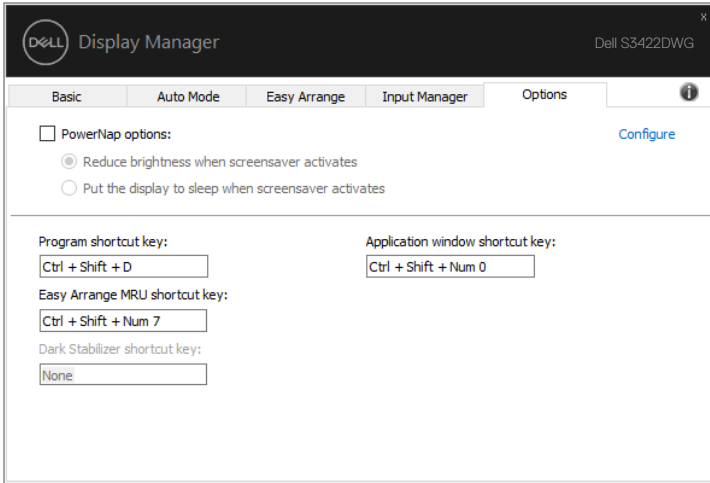 x
DELL Display Manager
Dell S3422DWG
Basic Auto Mode Easy Arrange Input Manager Options
PowerNap options: Configure
Reduce brightness when screensaver activates
Put the display to sleep when screensaver activates
Program shortcut key: Application window shortcut key:
Ctrl + Shift + D Ctrl + Shift + Num 0
Easy Arrange MRU shortcut key:
Ctrl + Shift + Num 7
Dark Stabilizer shortcut key:
None